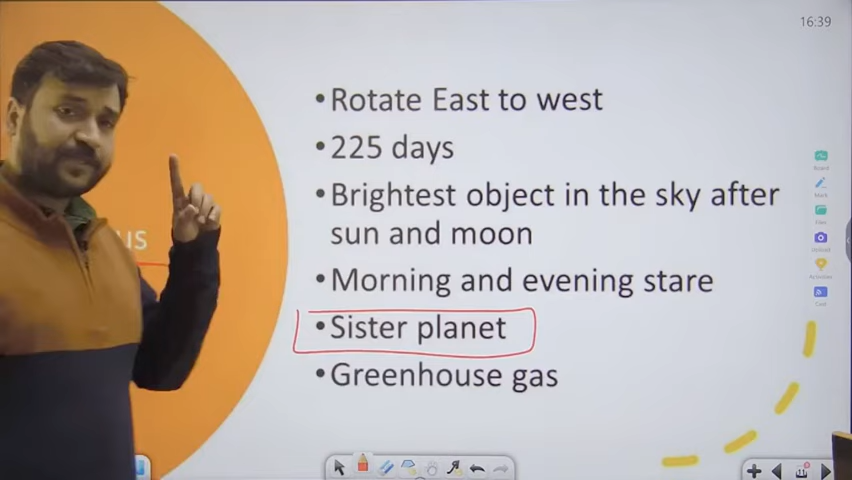 16:39
• Rotate East to west
• 225 days
• Brightest object in the sky after
sun and moon
us
• Morning and evening stare
• Sister planet
• Greenhouse gas